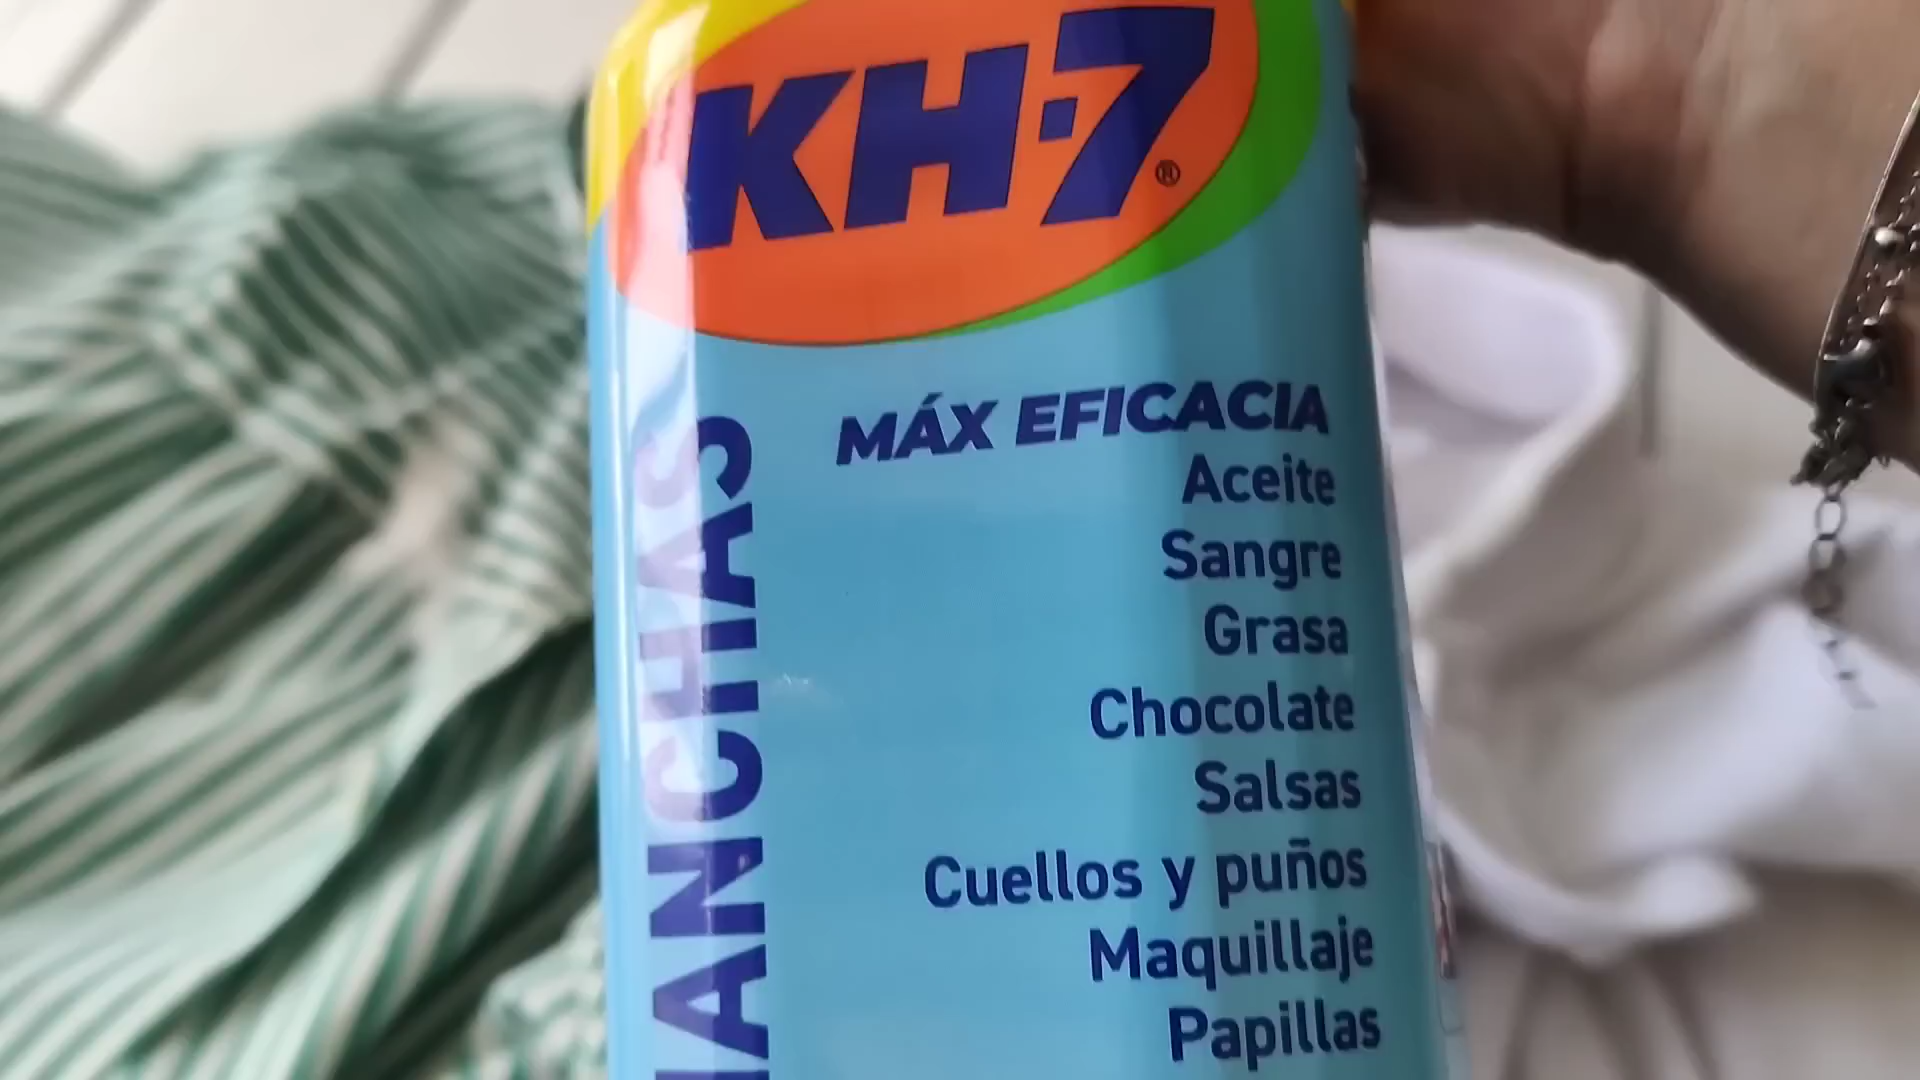 KH-7®
MÁX EFICACIA
Aceite
Sangre
Grasa
Chocolate
Salsas
Cuellos y puños
Maquillaje
Papillas